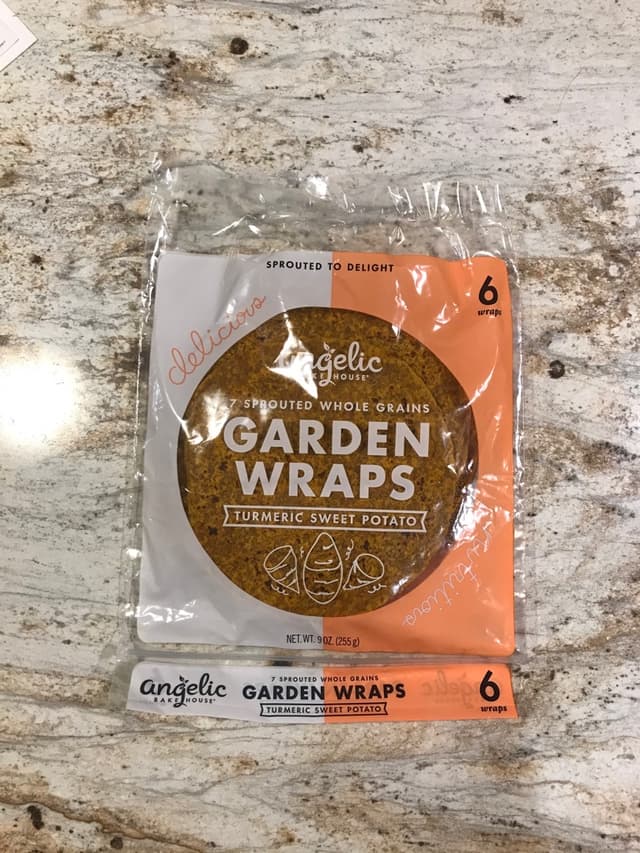 SPROUTED TO DELIGHT
6
wraps
delicious
angelic
BAKEHOUSE
7 SPROUTED WHOLE GRAINS
GARDEN
WRAPS
TURMERIC SWEET POTATO
nutritious
NET. WT. 9 OZ. (255 g)
angelic
BAKEHOUSE
7 SPROUTED WHOLE GRAINS
GARDEN WRAPS
TURMERIC SWEET POTATO
6
wraps